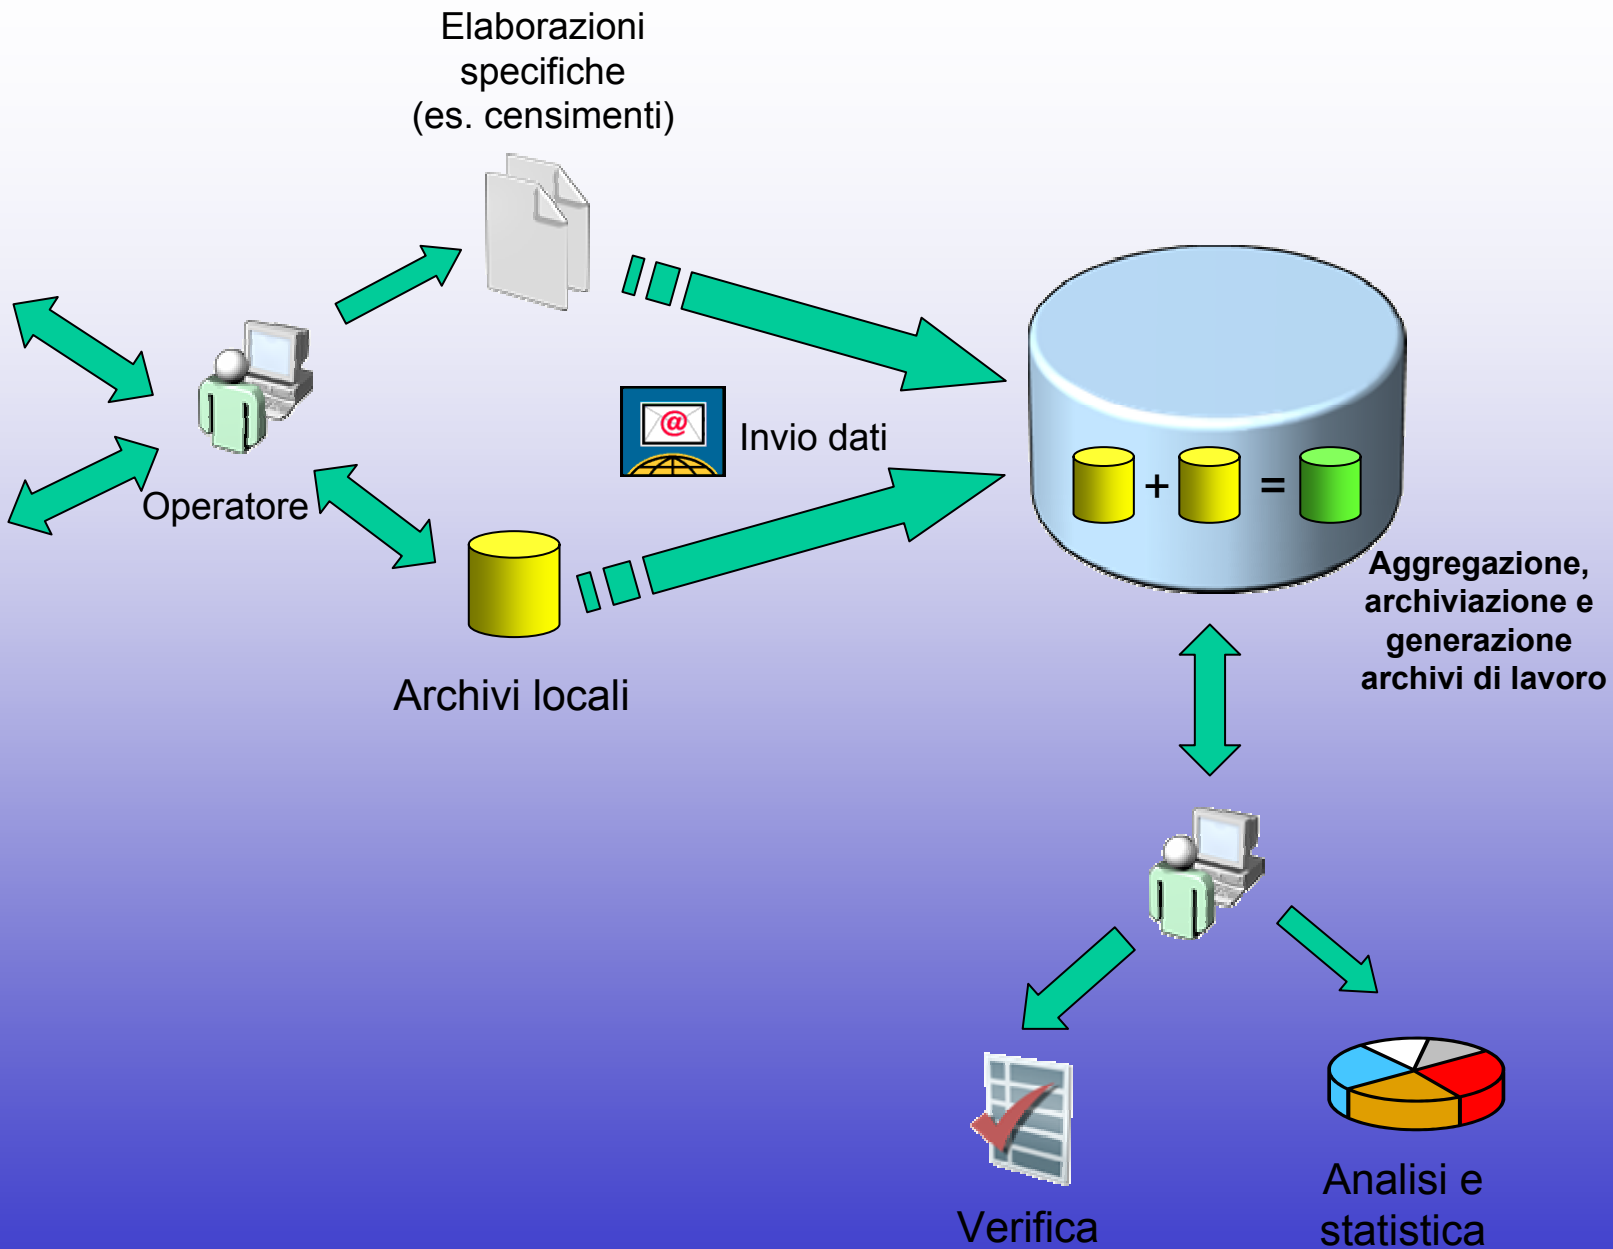 Elaborazioni
specifiche
(es. censimenti)
@
Invio dati
Operatore
+ =
Archivi locali
Aggregazione,
archiviazione e
generazione
archivi di lavoro
Verifica
Analisi e
statistica